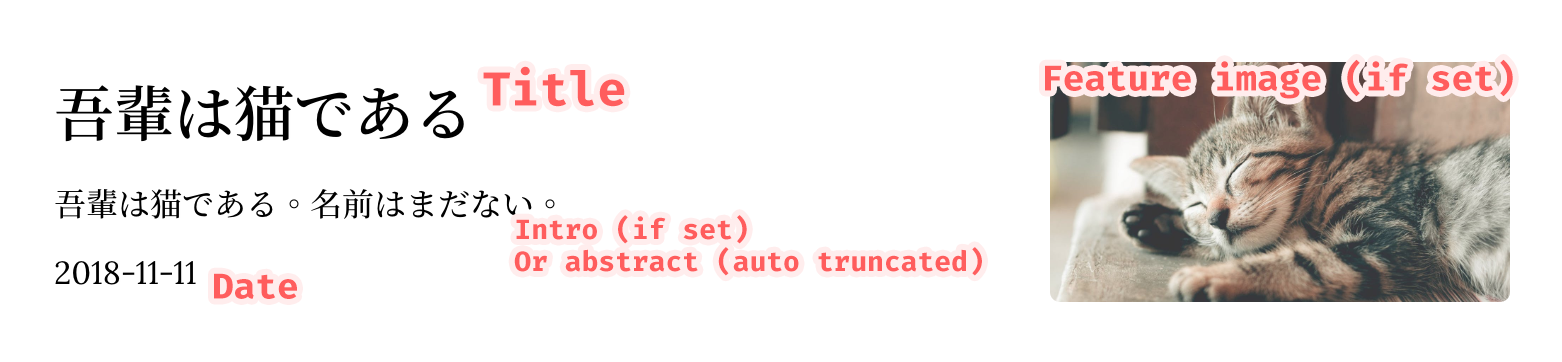 吾輩は猫である
Title
Feature image (if set)
吾輩は猫である。名前はまだない。
Intro (if set)
Or abstract (auto truncated)
2018-11-11
Date